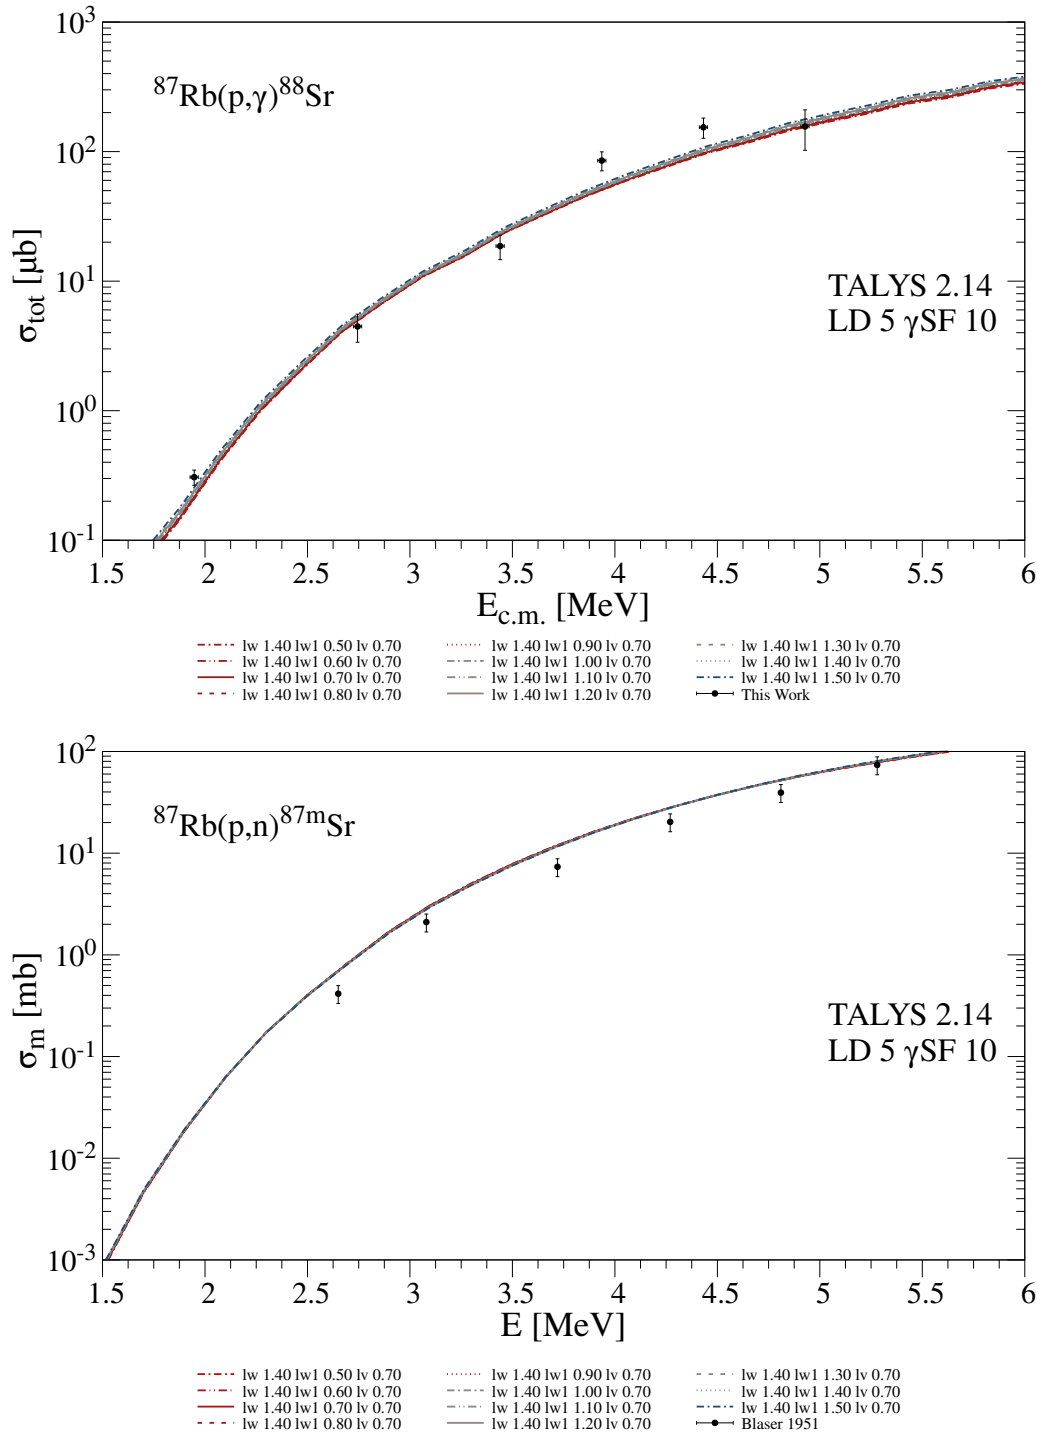 10³
⁸⁷Rb(p,γ)⁸⁸Sr
10²
σtot [μb]
10¹
TALYS 2.14
LD 5 γSF 10
10⁰
10⁻¹
1.5 2 2.5 3 3.5 4 4.5 5 5.5 6
Ec.m. [MeV]
lw 1.40 lw1 0.50 lv 0.70 lw 1.40 lw1 0.90 lv 0.70 lw 1.40 lw1 1.30 lv 0.70
lw 1.40 lw1 0.60 lv 0.70 lw 1.40 lw1 1.00 lv 0.70 lw 1.40 lw1 1.40 lv 0.70
lw 1.40 lw1 0.70 lv 0.70 lw 1.40 lw1 1.10 lv 0.70 lw 1.40 lw1 1.50 lv 0.70
lw 1.40 lw1 0.80 lv 0.70 lw 1.40 lw1 1.20 lv 0.70 This Work
10²
⁸⁷Rb(p,n)⁸⁷ᵐSr
10¹
10⁰
σm [mb]
TALYS 2.14
LD 5 γSF 10
10⁻¹
10⁻²
10⁻³
1.5 2 2.5 3 3.5 4 4.5 5 5.5 6
E [MeV]
lw 1.40 lw1 0.50 lv 0.70 lw 1.40 lw1 0.90 lv 0.70 lw 1.40 lw1 1.30 lv 0.70
lw 1.40 lw1 0.60 lv 0.70 lw 1.40 lw1 1.00 lv 0.70 lw 1.40 lw1 1.40 lv 0.70
lw 1.40 lw1 0.70 lv 0.70 lw 1.40 lw1 1.10 lv 0.70 lw 1.40 lw1 1.50 lv 0.70
lw 1.40 lw1 0.80 lv 0.70 lw 1.40 lw1 1.20 lv 0.70 Blaser 1951